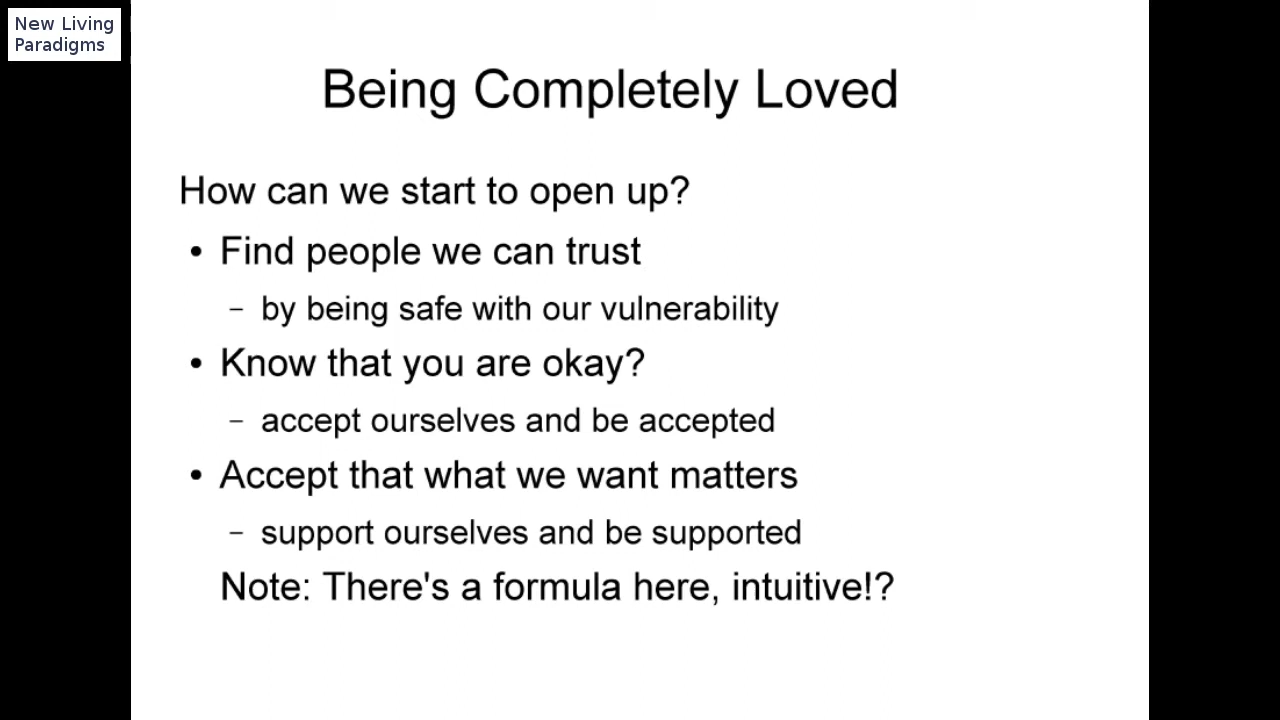 New Living
Paradigms
Being Completely Loved
How can we start to open up?
• Find people we can trust
– by being safe with our vulnerability
• Know that you are okay?
– accept ourselves and be accepted
• Accept that what we want matters
– support ourselves and be supported
Note: There's a formula here, intuitive!?